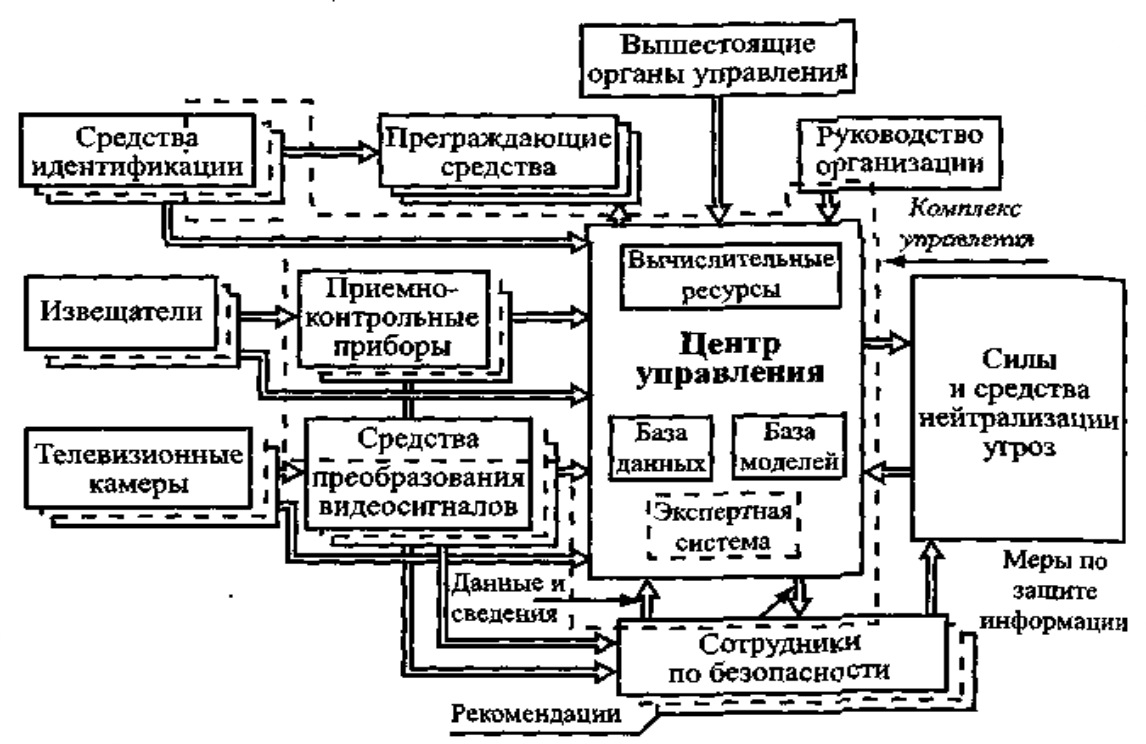 Выпнестоящие
органы управления
Средства
идентификации
Преграждающие
средства
Руководство
организации
Комплекс
управления
Вычислительные
ресурсы
Извещатели
Приемно-
контрольные
приборы
Центр
управления
Силы
и средства
нейтрализации
угроз
Средства
преобразования
видеосигналов
База
данных
База
моделей
Телевизионные
камеры
Экспертная
система
Данные и
сведения
Меры по
защите
информации
Сотрудники
по безопасности
Рекомендации